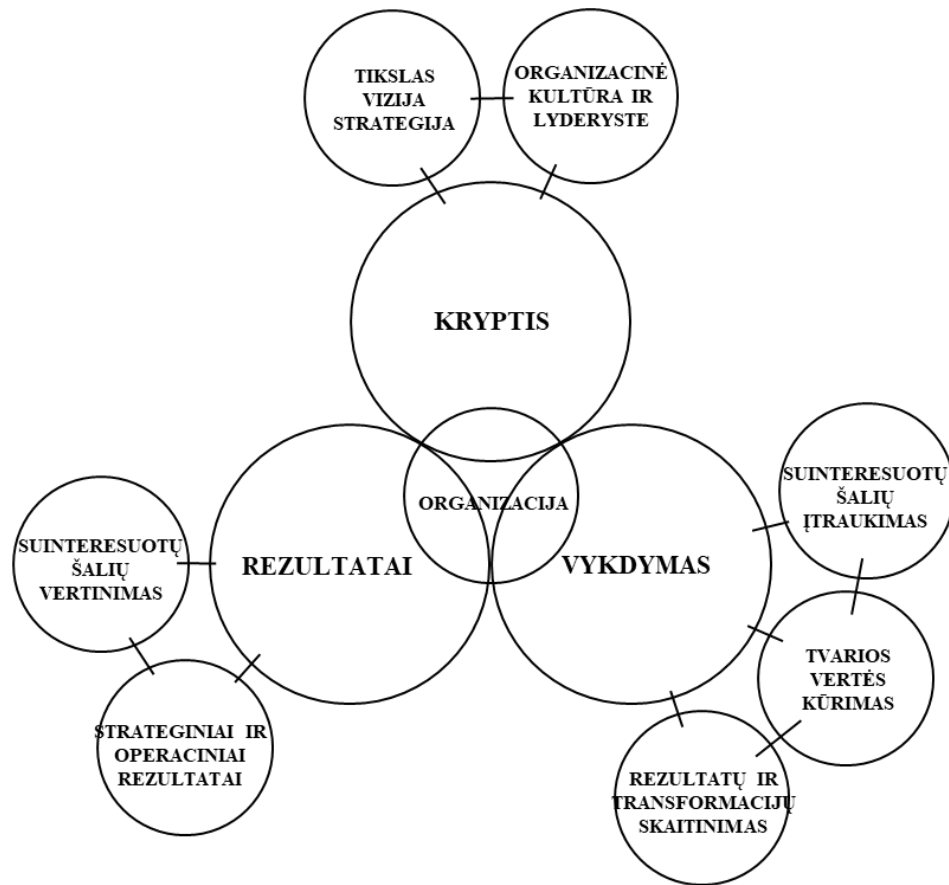 TIKSLAS
VIZIJA
STRATEGIJA
ORGANIZACINĖ
KULTŪRA IR
LYDERYSTE
KRYPTIS
ORGANIZACIJA
REZULTATAI
VYKDYMAS
SUINTERESUOTŲ
ŠALIŲ
VERTINIMAS
STRATEGINIAI IR
OPERACINIAI
REZULTATAI
SUINTERESUOTŲ
ŠALIŲ
ĮTRAUKIMAS
TVARIOS
VERTĖS
KŪRIMAS
REZULTATŲ IR
TRANSFORMACIJŲ
SKAITINIMAS